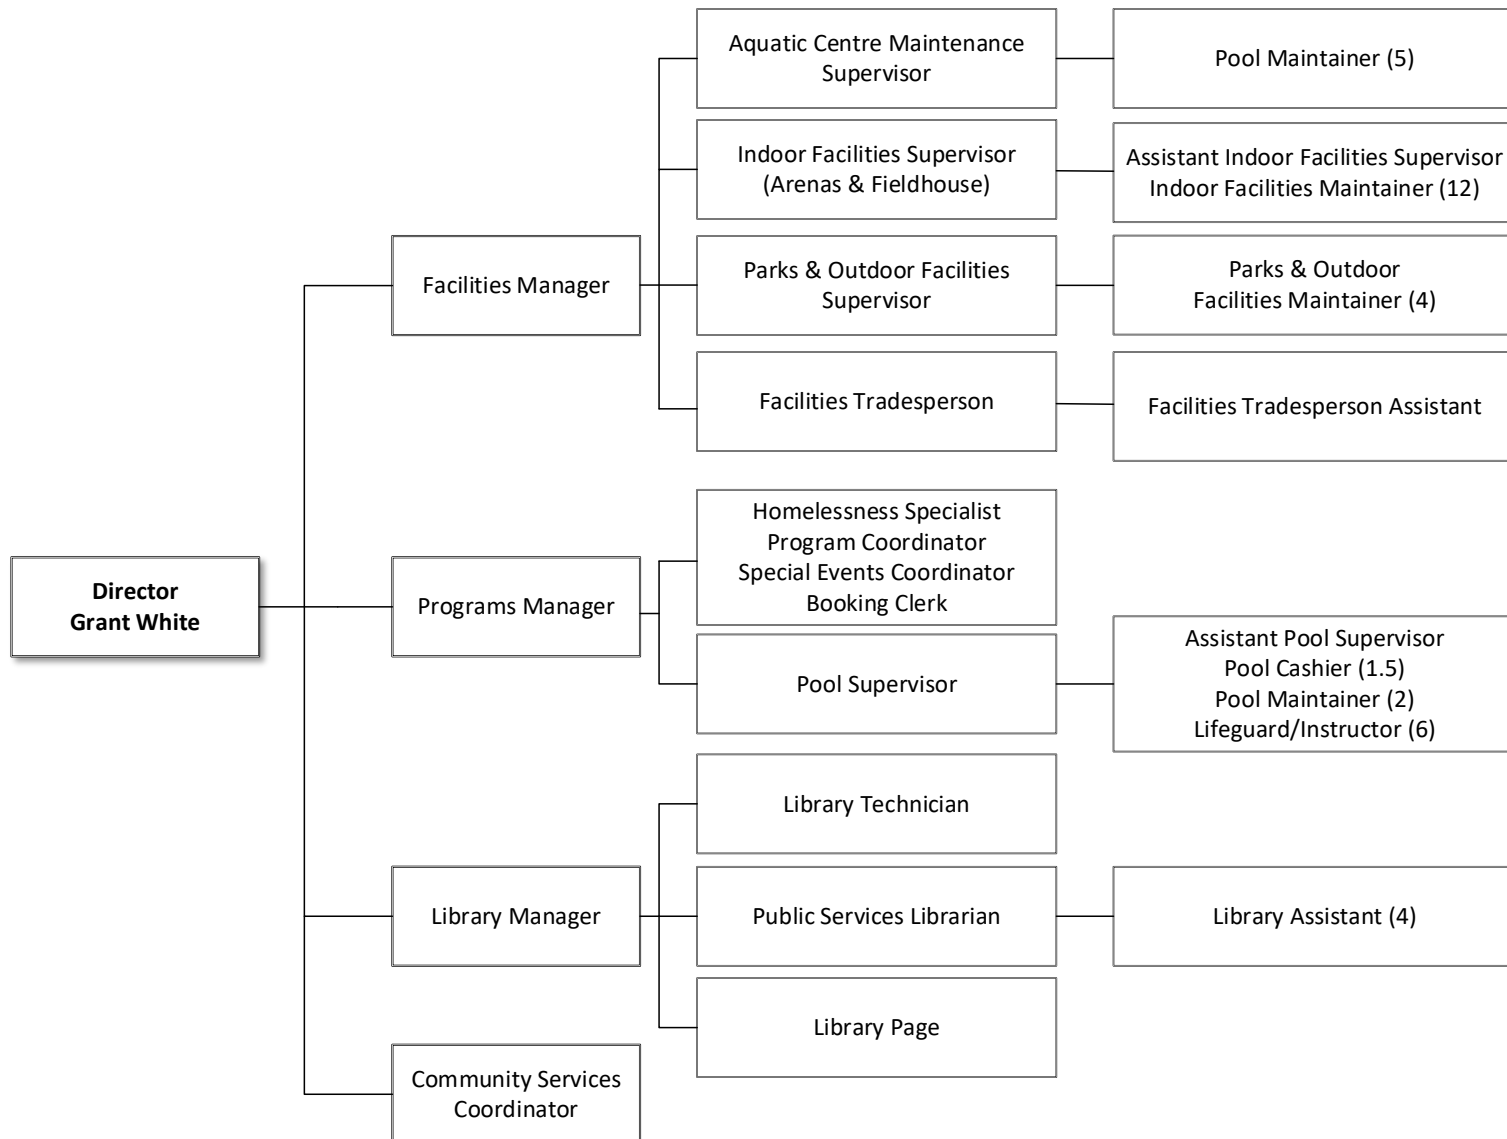 Aquatic Centre Maintenance
Supervisor
Pool Maintainer (5)
Indoor Facilities Supervisor
(Arenas & Fieldhouse)
Assistant Indoor Facilities Supervisor
Indoor Facilities Maintainer (12)
Facilities Manager
Parks & Outdoor Facilities
Supervisor
Parks & Outdoor
Facilities Maintainer (4)
Facilities Tradesperson
Facilities Tradesperson Assistant
Director
Grant White
Programs Manager
Homelessness Specialist
Program Coordinator
Special Events Coordinator
Booking Clerk
Pool Supervisor
Assistant Pool Supervisor
Pool Cashier (1.5)
Pool Maintainer (2)
Lifeguard/Instructor (6)
Library Technician
Library Manager
Public Services Librarian
Library Assistant (4)
Library Page
Community Services
Coordinator